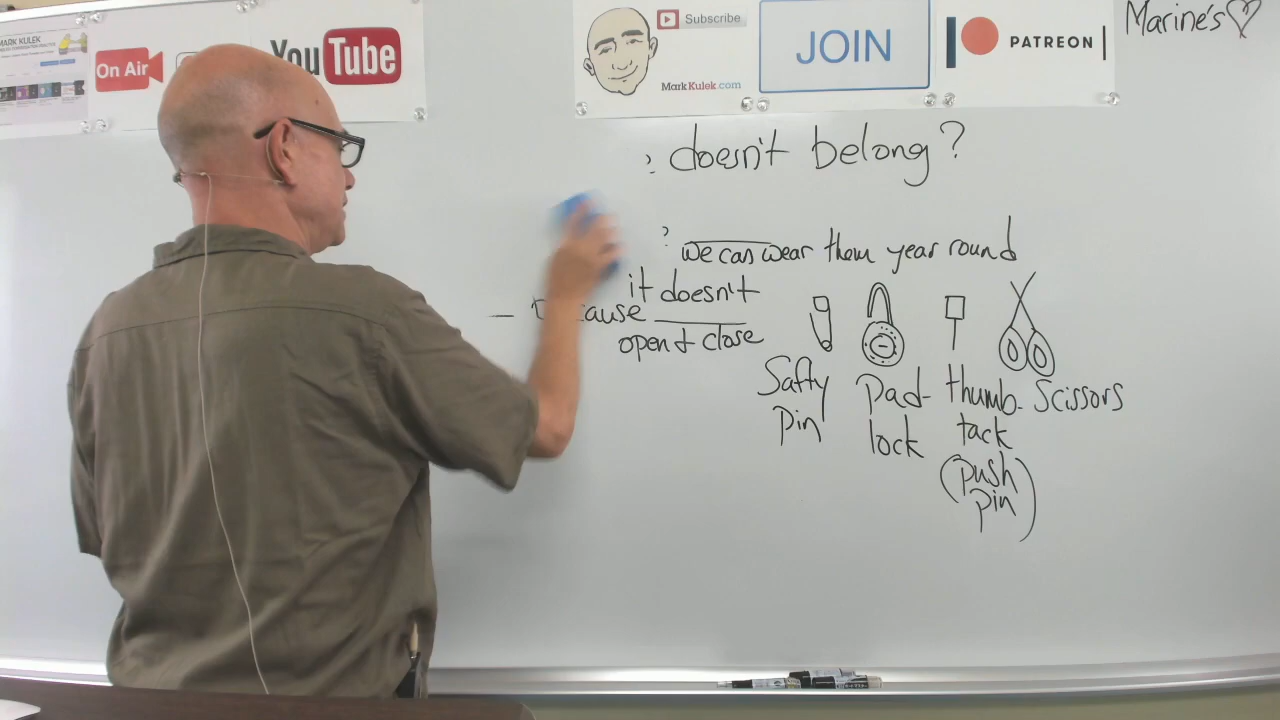 MARK KULEK
On Air
YouTube
Subscribe
MarkKulek.com
JOIN
PATREON
Marine's
? doesn't belong?
? we can wear them year round
it doesn't
cause
open & close
Safty pin
Pad-lock
thumb-tack
(push pin)
Scissors